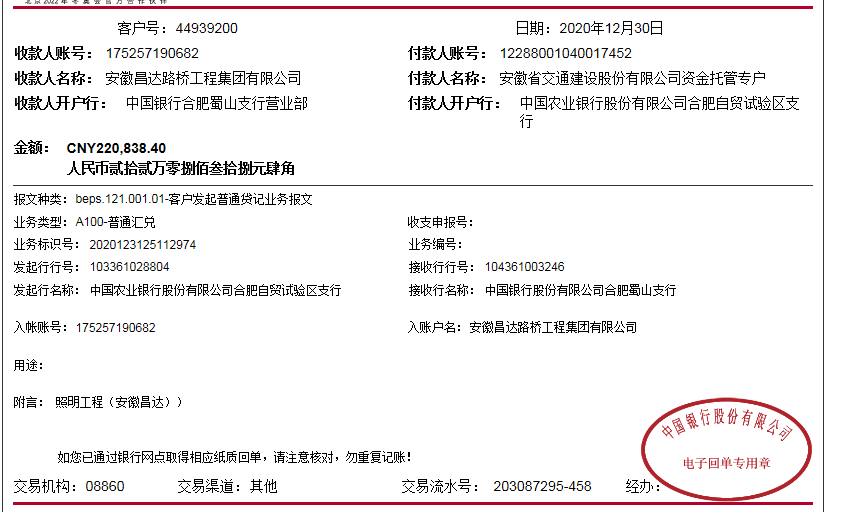 北京2022年冬奥会官方合作伙伴
客户号：44939200 日期：2020年12月30日
收款人账号：175257190682 付款人账号：12288001040017452
收款人名称：安徽昌达路桥工程集团有限公司 付款人名称：安徽省交通建设股份有限公司资金托管专户
收款人开户行：中国银行合肥蜀山支行营业部 付款人开户行：中国农业银行股份有限公司合肥自贸试验区支
行
金额：CNY220,838.40
人民币贰拾贰万零捌佰叁拾捌元肆角
报文种类：beps.121.001.01-客户发起普通贷记业务报文
业务类型：A100-普通汇兑 收支申报号：
业务标识号：2020123125112974 业务编号：
发起行行号：103361028804 接收行行号：104361003246
发起行名称：中国农业银行股份有限公司合肥自贸试验区支行 接收行名称：中国银行股份有限公司合肥蜀山支行
入帐账号：175257190682 入账户名：安徽昌达路桥工程集团有限公司
用途：
附言：照明工程（安徽昌达））
中国银行股份有限公司
电子回单专用章
如您已通过银行网点取得相应纸质回单，请注意核对，勿重复记账！
交易机构：08860 交易渠道：其他 交易流水号：203087295-458 经办：